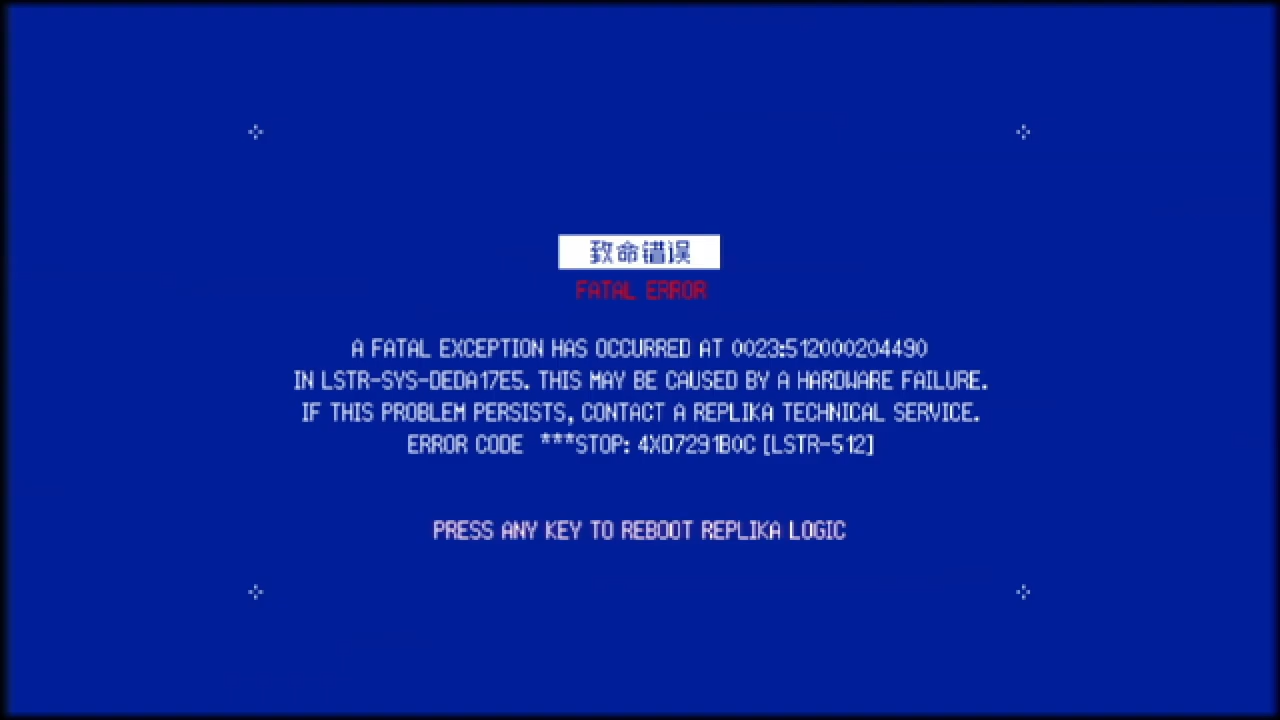 致命错误
FATAL ERROR
A FATAL EXCEPTION HAS OCCURRED AT 0023:512000204490
IN LSTR-SYS-DEDA17E5. THIS MAY BE CAUSED BY A HARDWARE FAILURE.
IF THIS PROBLEM PERSISTS, CONTACT A REPLIKA TECHNICAL SERVICE.
ERROR CODE ***STOP: 4XD7291B0C [LSTR-512]
PRESS ANY KEY TO REBOOT REPLIKA LOGIC